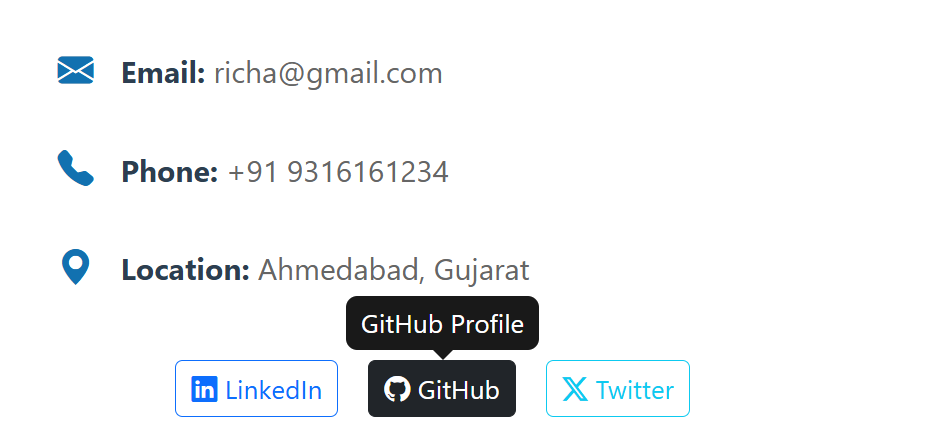 Email: richa@gmail.com
Phone: +91 9316161234
Location: Ahmedabad, Gujarat
GitHub Profile
LinkedIn GitHub Twitter